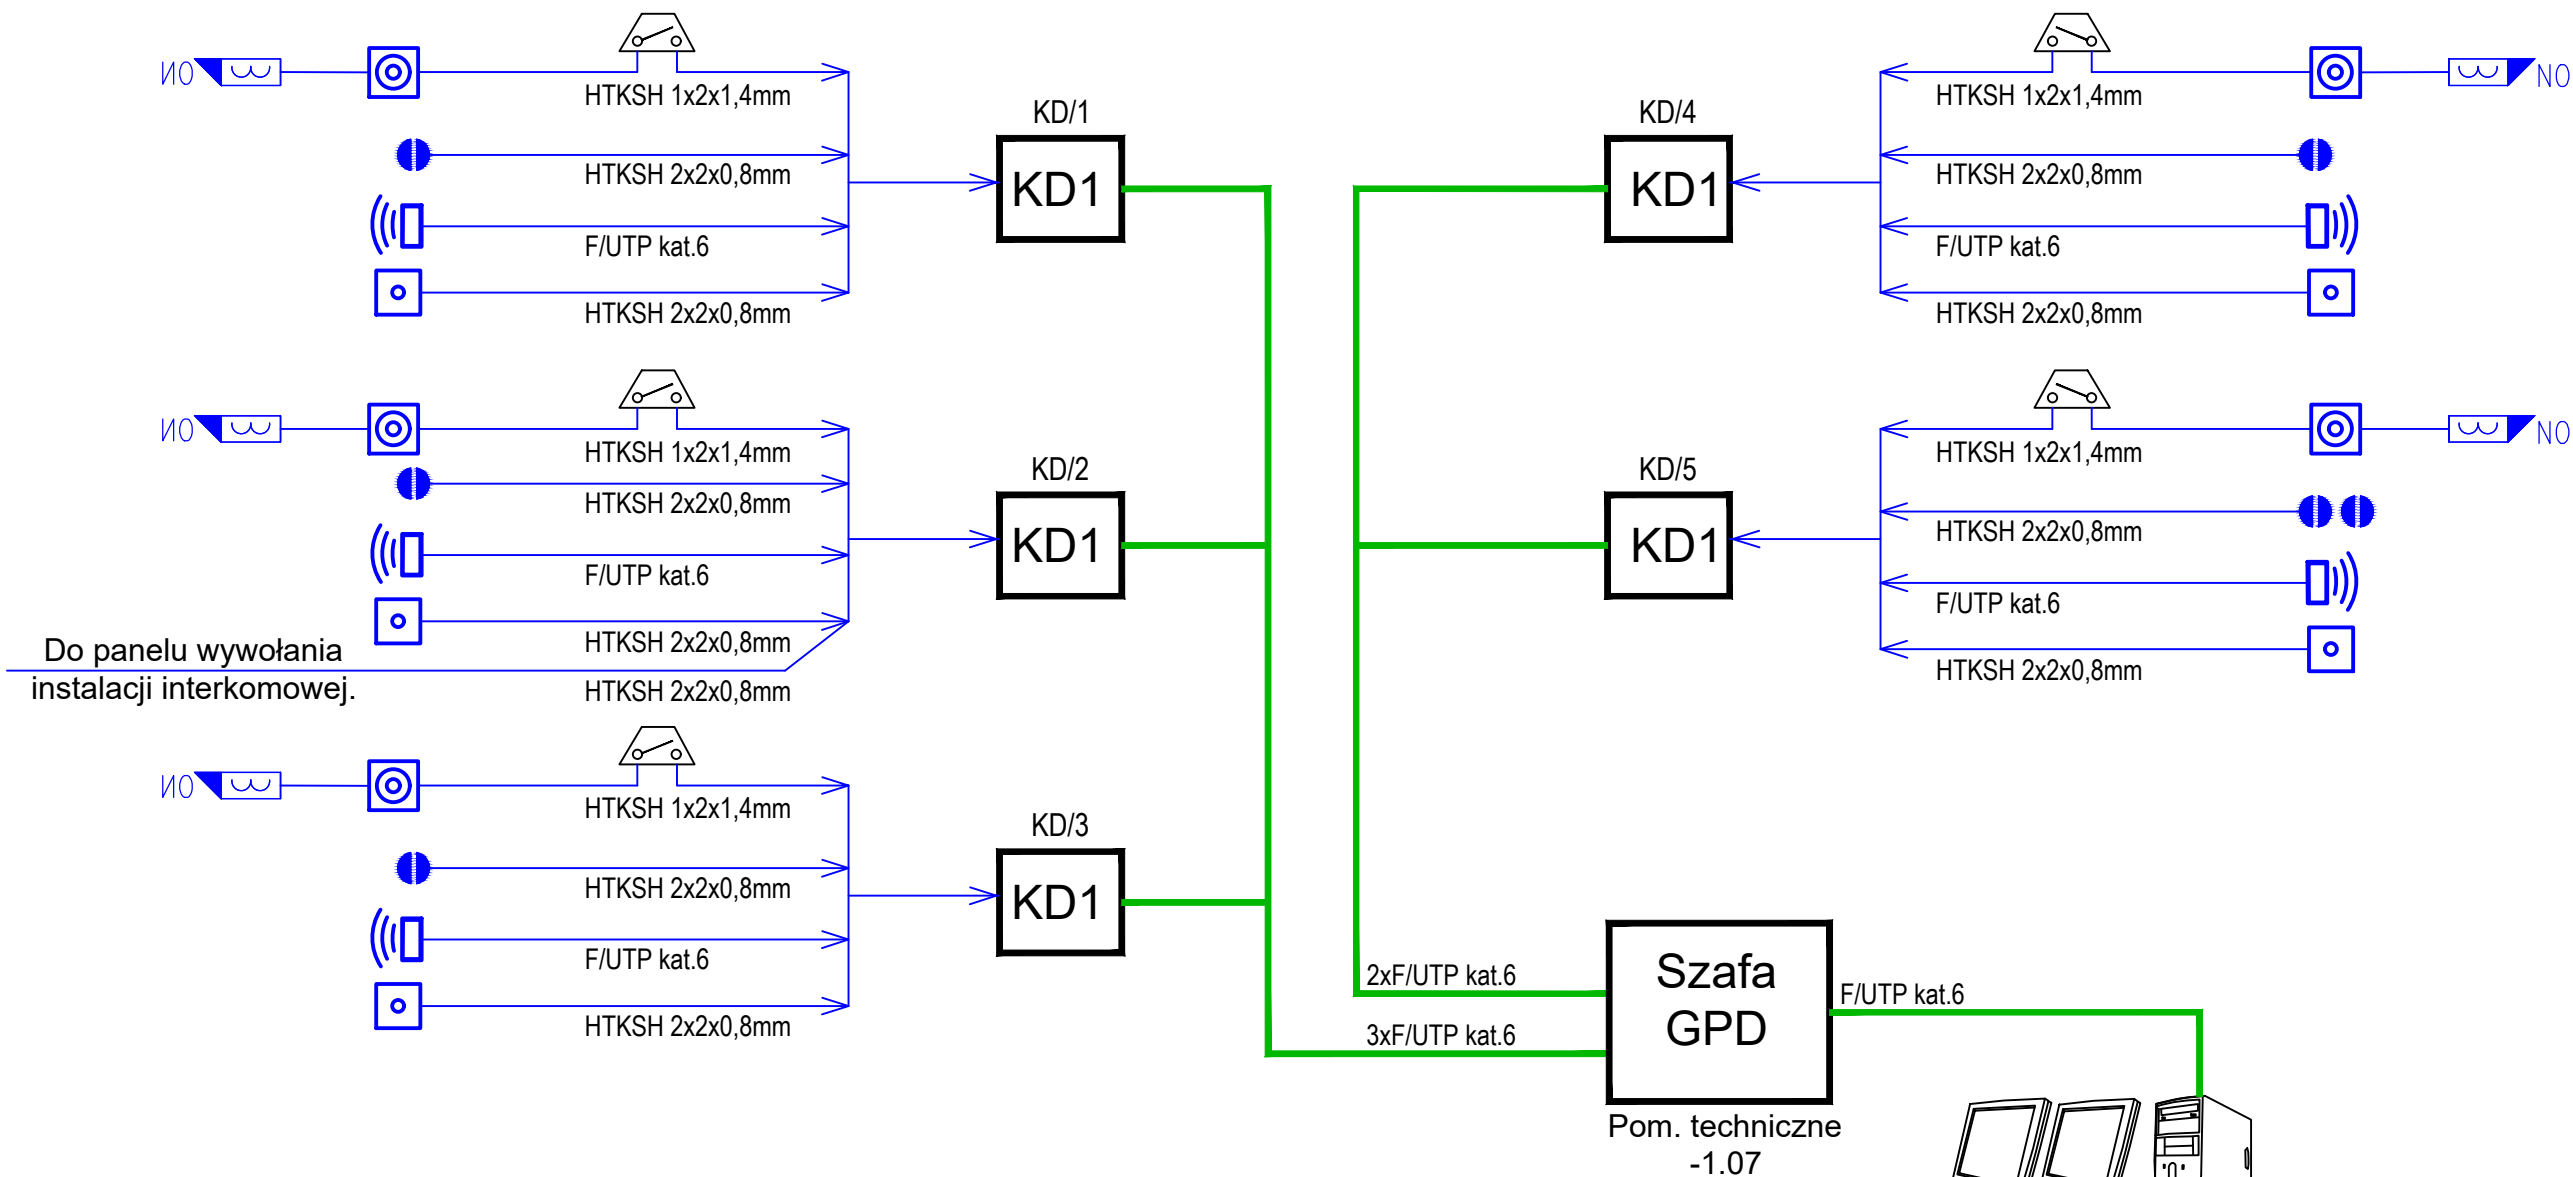 NO
HTKSH 1x2x1,4mm
HTKSH 2x2x0,8mm
F/UTP kat.6
HTKSH 2x2x0,8mm
KD/1
KD1
NO
HTKSH 1x2x1,4mm
HTKSH 2x2x0,8mm
F/UTP kat.6
HTKSH 2x2x0,8mm
Do panelu wywołania
instalacji interkomowej.
HTKSH 2x2x0,8mm
KD/2
KD1
NO
HTKSH 1x2x1,4mm
HTKSH 2x2x0,8mm
F/UTP kat.6
HTKSH 2x2x0,8mm
KD/3
KD1
KD/4
KD1
HTKSH 1x2x1,4mm
NO
HTKSH 2x2x0,8mm
F/UTP kat.6
HTKSH 2x2x0,8mm
KD/5
KD1
HTKSH 1x2x1,4mm
NO
HTKSH 2x2x0,8mm
F/UTP kat.6
HTKSH 2x2x0,8mm
2xF/UTP kat.6
3xF/UTP kat.6
Szafa
GPD
F/UTP kat.6
Pom. techniczne
-1.07